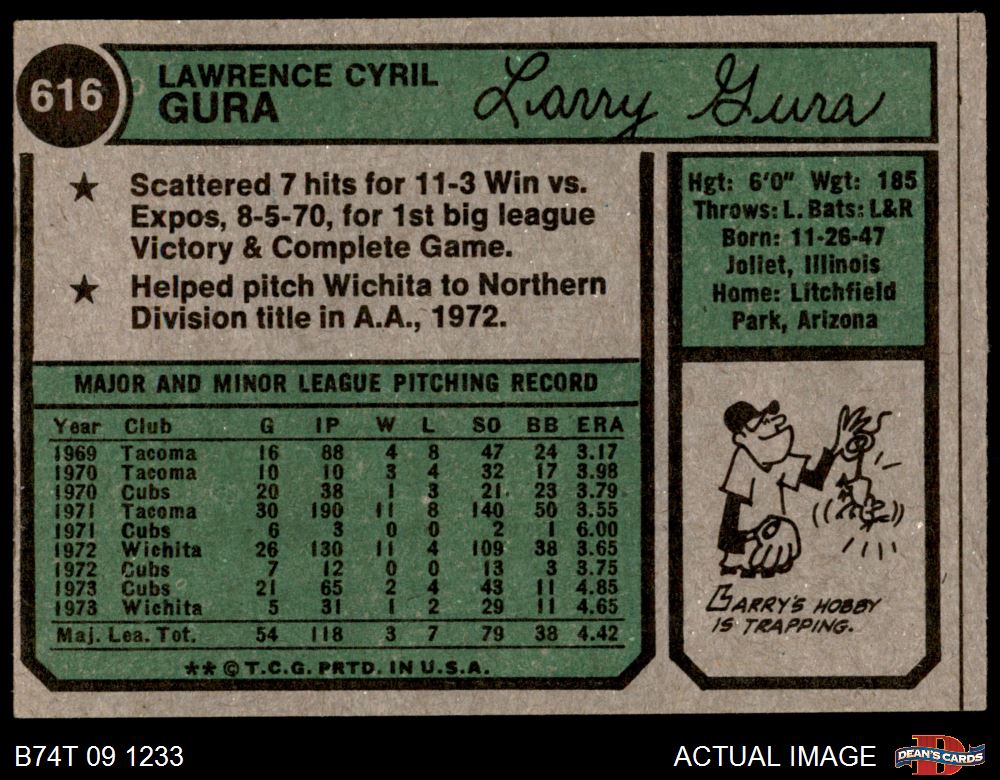 616
LAWRENCE CYRIL
GURA
Larry Gura
★ Scattered 7 hits for 11-3 Win vs.
Expos, 8-5-70, for 1st big league
Victory & Complete Game.
★ Helped pitch Wichita to Northern
Division title in A.A., 1972.
Hgt: 6'0" Wgt: 185
Throws: L. Bats: L&R
Born: 11-26-47
Joliet, Illinois
Home: Litchfield
Park, Arizona
MAJOR AND MINOR LEAGUE PITCHING RECORD
Year Club G IP W L SO BB ERA
1969 Tacoma 16 88 4 8 47 24 3.17
1970 Tacoma 10 10 3 4 32 17 3.98
1970 Cubs 20 38 1 3 21 23 3.79
1971 Tacoma 30 190 11 8 140 50 3.55
1971 Cubs 6 3 0 0 2 1 6.00
1972 Wichita 26 130 11 4 109 38 3.65
1972 Cubs 7 12 0 0 13 3 3.75
1973 Cubs 21 65 2 4 43 11 4.85
1973 Wichita 5 31 1 2 29 11 4.65
Maj. Lea. Tot. 54 118 3 7 79 38 4.42
** © T.C.G. PRTD. IN U.S.A.
BARRY'S HOBBY
IS TRAPPING.
B74T 09 1233
ACTUAL IMAGE
D
DEAN'S CARDS